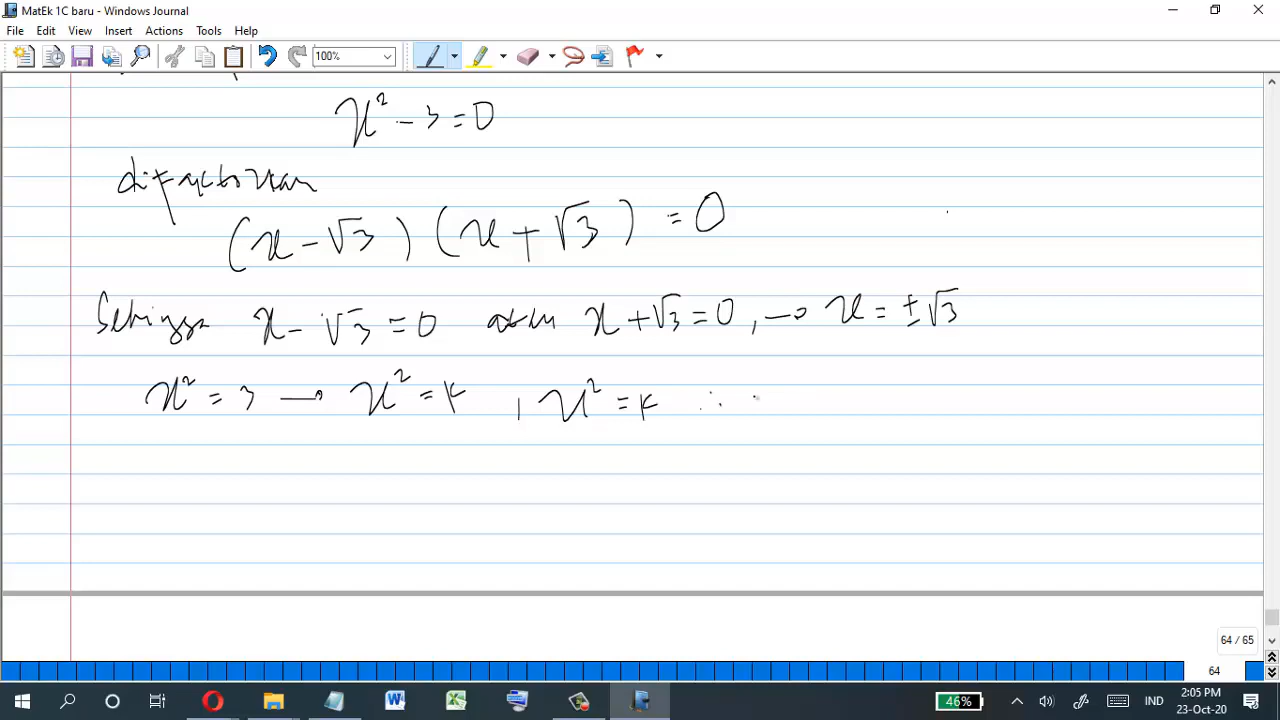 MatEk 1C baru - Windows Journal
File Edit View Insert Actions Tools Help
100%
x² - 3 = 0
difaktorkan
(x - √3) (x + √3) = 0
Sehingga x - √3 = 0 atau x + √3 = 0, → x = ± √3
x² = 3 → x² = k , x² = k ∴
64 / 65
64
46% IND 2:05 PM
23-Oct-20